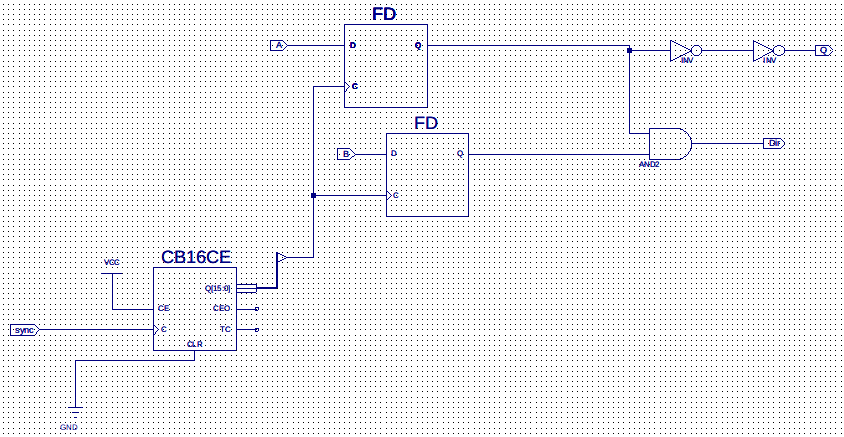 FD
A
D
Q
INV
INV
Q
C
FD
B
D
Q
AND2
Dir
C
CB16CE
VCC
Q[15:0]
CE
CEO
sync
C
TC
CLR
GND